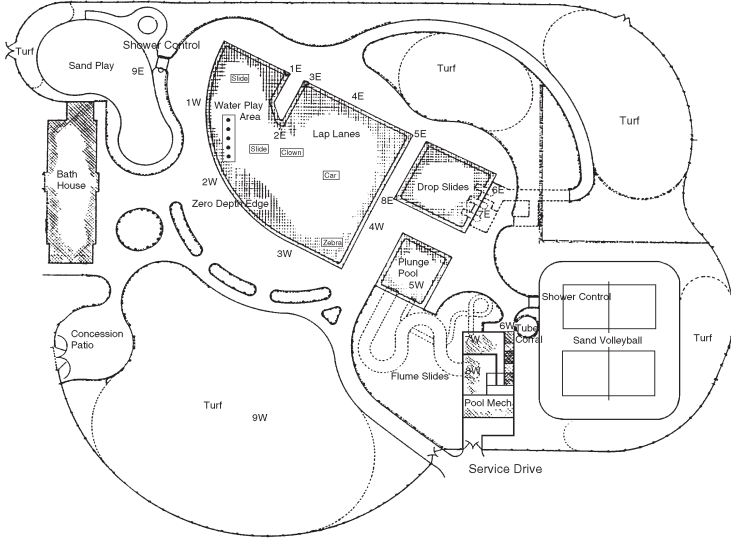 Shower Control
Turf
Sand Play
9E
1E
3E
Slide
4E
Turf
1W
Water Play
Area
Turf
2E
Lap Lanes
5E
Slide
Clown
Bath
House
Car
2W
Drop Slides
6E
8E
7E
Zero Depth Edge
4W
Zebra
3W
Plunge
Pool
5W
Shower Control
Concession
Patio
6W
Tube
Corral
7W
Sand Volleyball
Turf
8W
Flume Slides
Turf
9W
Pool Mech
Service Drive